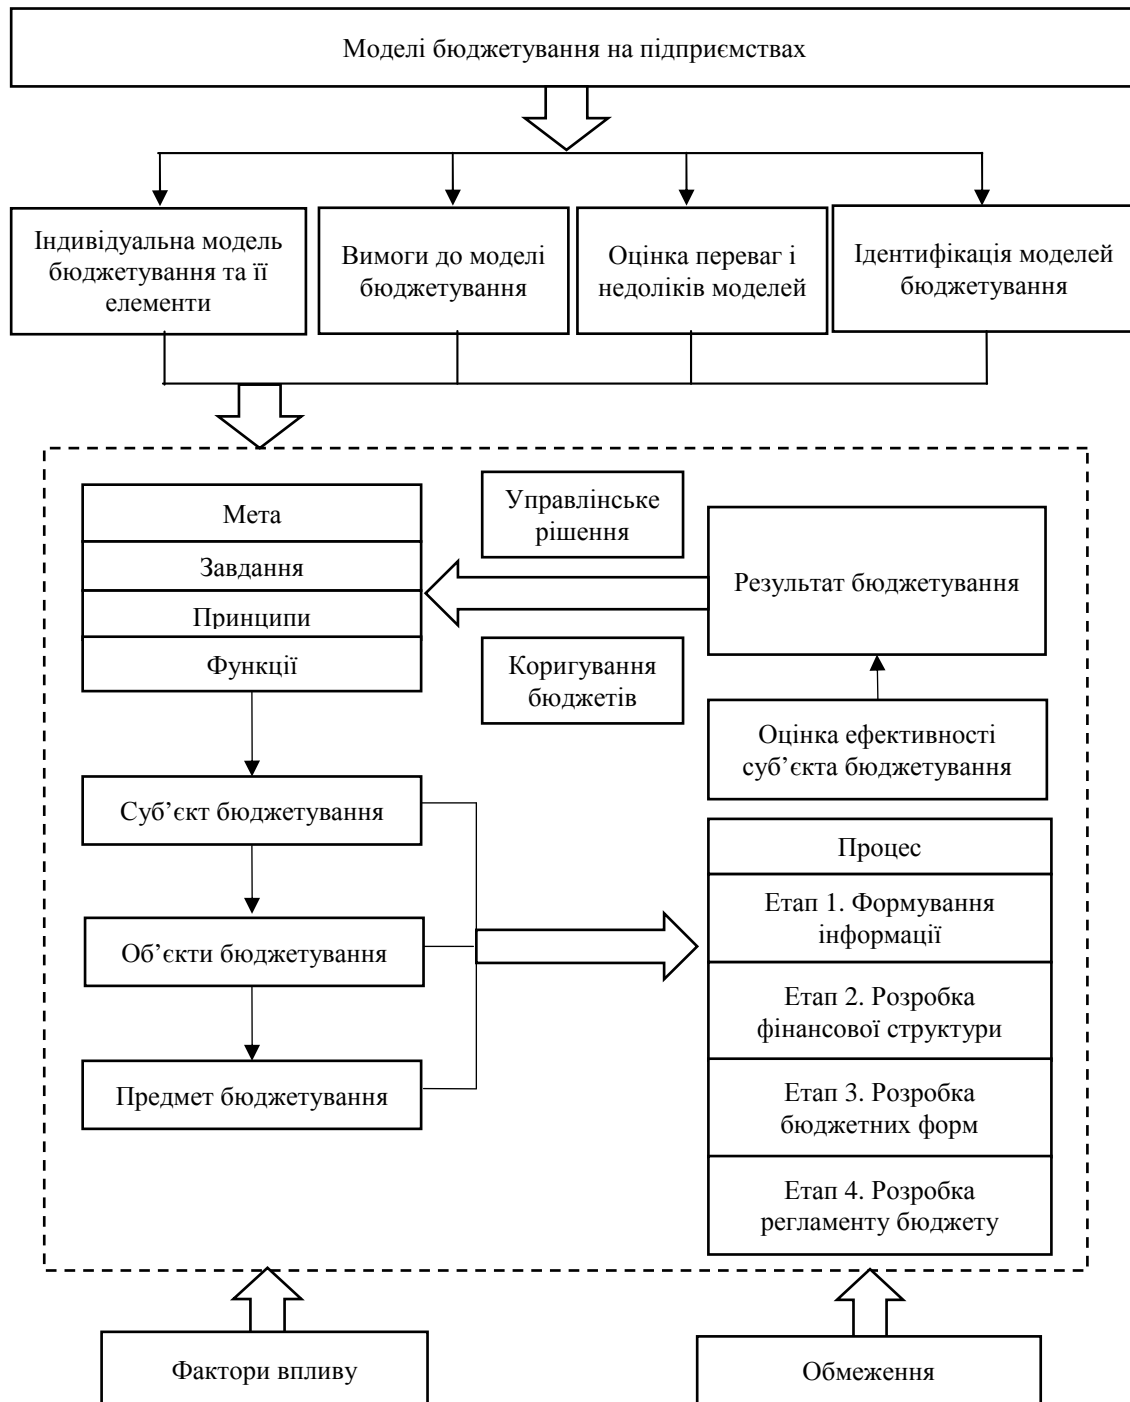 Моделі бюджетування на підприємствах
Індивідуальна модель
бюджетування та її
елементи
Вимоги до моделі
бюджетування
Оцінка переваг і
недоліків моделей
Ідентифікація моделей
бюджетування
Мета
Завдання
Принципи
Функції
Управлінське
рішення
Коригування
бюджетів
Результат бюджетування
Оцінка ефективності
суб’єкта бюджетування
Суб’єкт бюджетування
Об’єкти бюджетування
Предмет бюджетування
Процес
Етап 1. Формування
інформації
Етап 2. Розробка
фінансової структури
Етап 3. Розробка
бюджетних форм
Етап 4. Розробка
регламенту бюджету
Фактори впливу
Обмеження